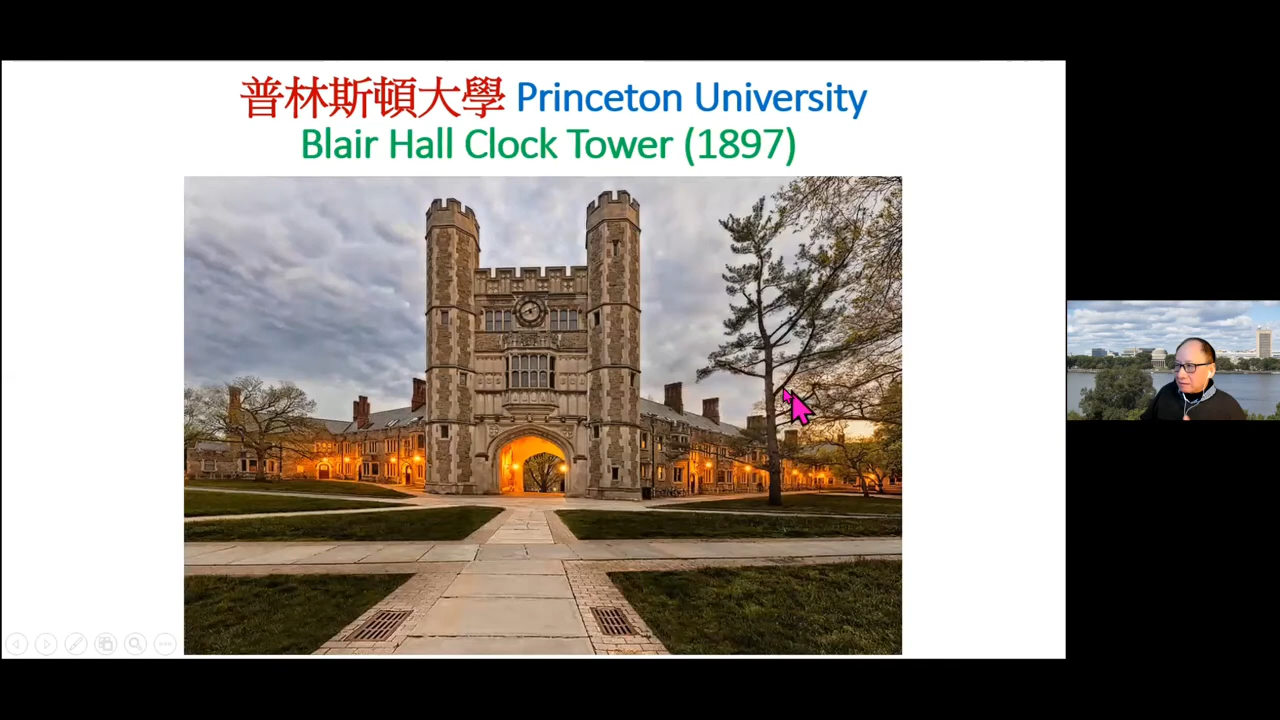 普林斯頓大學 Princeton University
Blair Hall Clock Tower (1897)